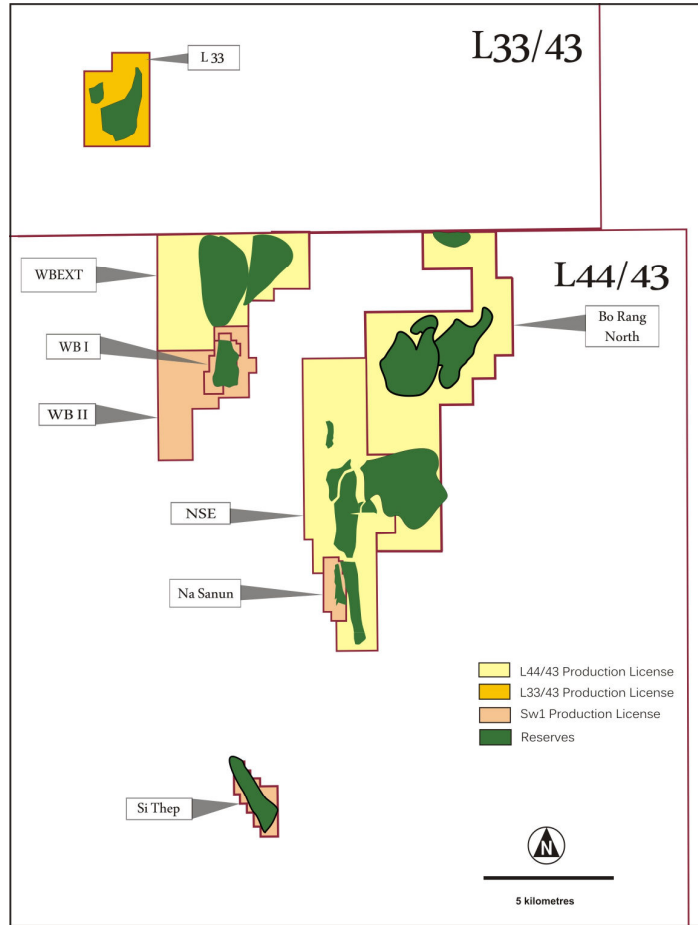 L33/43
L 33
L44/43
WBEXT
Bo Rang
North
WB I
WB II
NSE
Na Sanun
L44/43 Production License
L33/43 Production License
Sw1 Production License
Reserves
Si Thep
N
5 kilometres